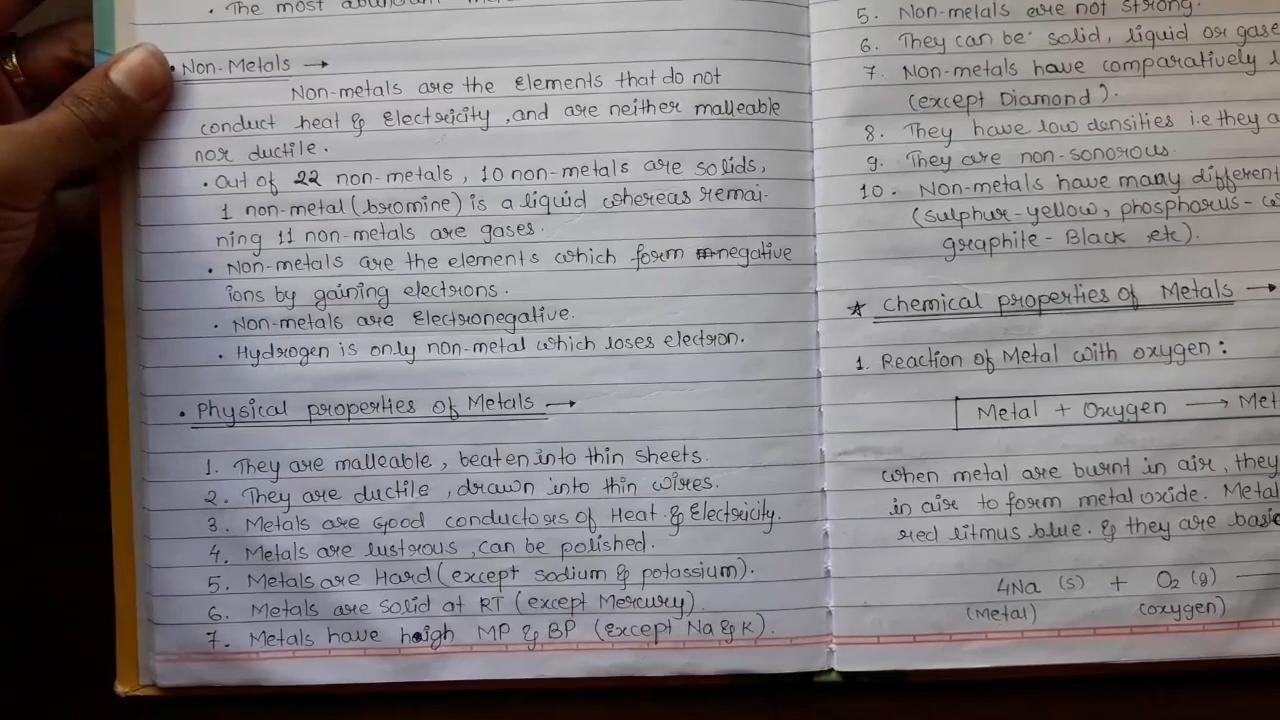 • The most abundant
• Non-Metals →
Non-metals are the Elements that do not
conduct heat & Electricity, and are neither malleable
nor ductile.
• Out of 22 non-metals, 10 non-metals are solids,
1 non-metal (bromine) is a liquid whereas remai-
ning 11 non-metals are gases.
• Non-metals are the elements which form negative
ions by gaining electrons.
• Non-metals are Electronegative.
• Hydrogen is only non-metal which loses electron.
• Physical properties of Metals →
1. They are malleable, beaten into thin sheets.
2. They are ductile, drawn into thin wires.
3. Metals are Good conductors of Heat & Electricity.
4. Metals are lustrous, can be polished.
5. Metals are Hard (except sodium & potassium).
6. Metals are solid at RT (except Mercury).
7. Metals have high MP & BP (Except Na & K).
5. Non-metals are not strong.
6. They can be solid, liquid or gase
7. Non-metals have comparatively
(except Diamond).
8. They have low densities i.e they
9. They are non-sonorous.
10. Non-metals have many different
(sulphur-yellow, phosphorus-
graphite - Black etc).
★ Chemical properties of Metals →
1. Reaction of Metal with oxygen:
Metal + Oxygen → Met
when metal are burnt in air, they
in air to form metal oxide. Metal
red litmus blue. & they are basic
4Na (s) + O₂ (g) —
(Metal) (oxygen)